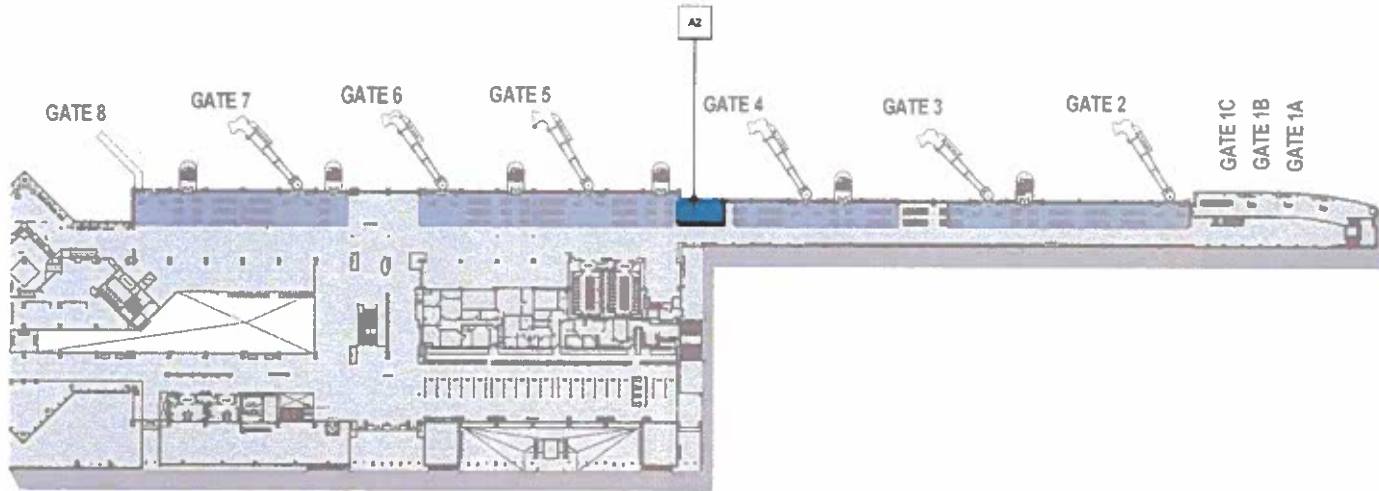 A2
GATE 8
GATE 7
GATE 6
GATE 5
GATE 4
GATE 3
GATE 2
GATE 1C
GATE 1B
GATE 1A